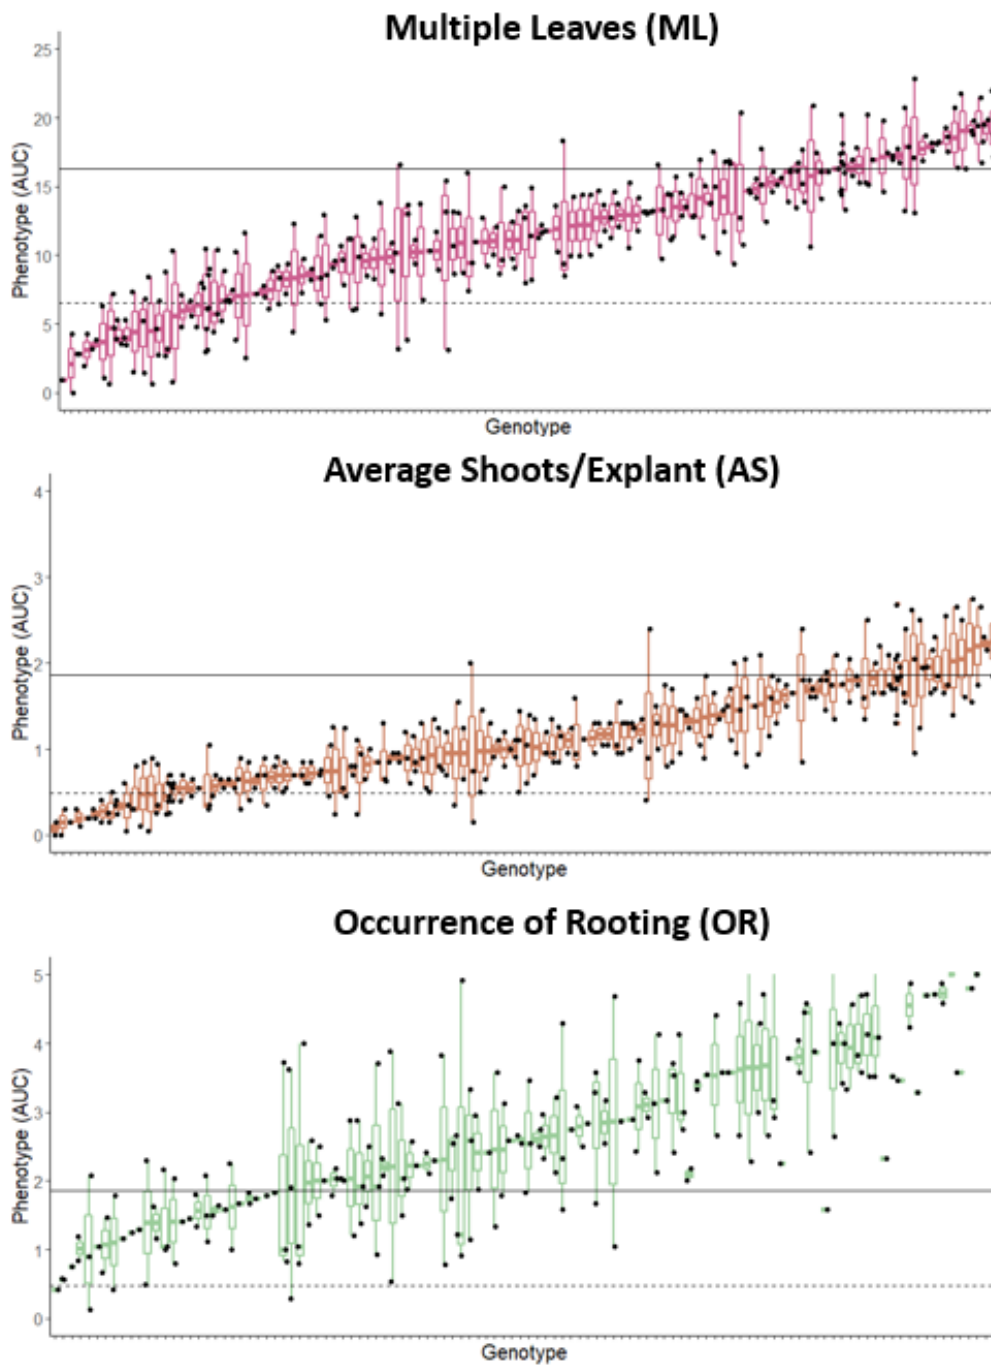 Multiple Leaves (ML)
25
20
15
10
5
0
Phenotype (AUC)
Genotype
Average Shoots/Explant (AS)
4
3
2
1
0
Phenotype (AUC)
Genotype
Occurrence of Rooting (OR)
5
4
3
2
1
0
Phenotype (AUC)
Genotype